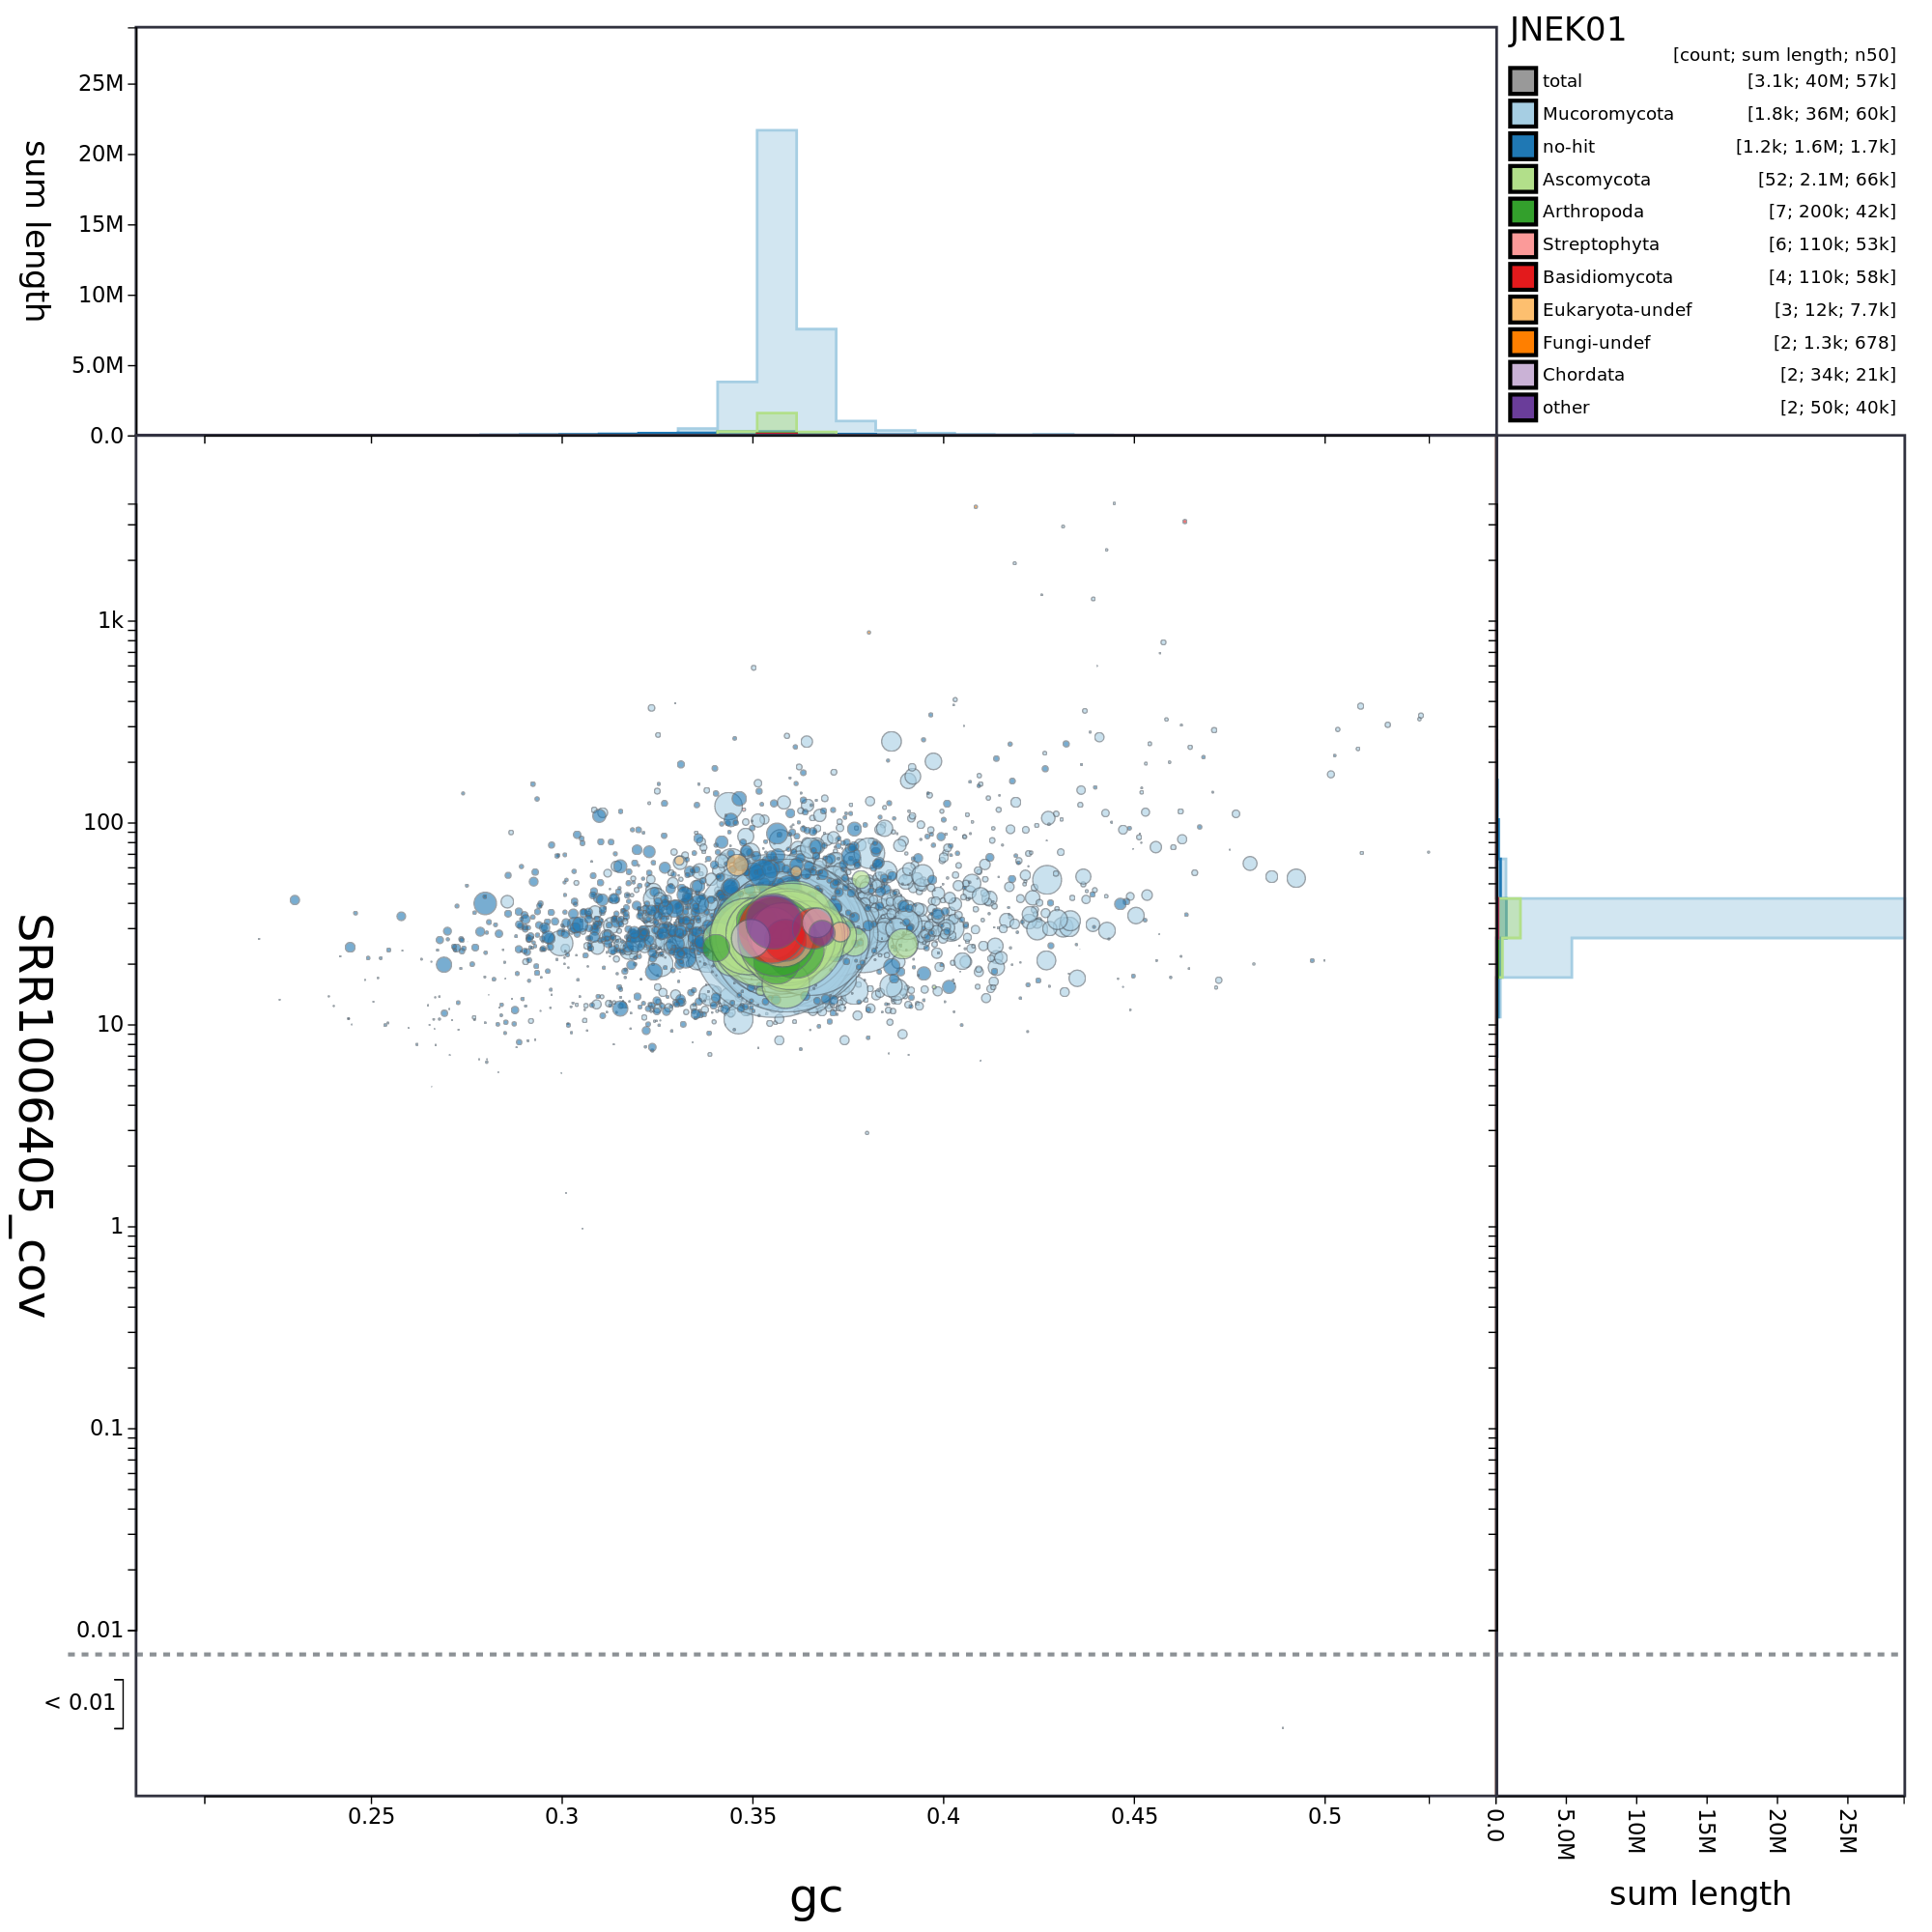 JNEK01
[count; sum length; n50]
total [3.1k; 40M; 57k]
Mucoromycota [1.8k; 36M; 60k]
no-hit [1.2k; 1.6M; 1.7k]
Ascomycota [52; 2.1M; 66k]
Arthropoda [7; 200k; 42k]
Streptophyta [6; 110k; 53k]
Basidiomycota [4; 110k; 58k]
Eukaryota-undef [3; 12k; 7.7k]
Fungi-undef [2; 1.3k; 678]
Chordata [2; 34k; 21k]
other [2; 50k; 40k]
sum length
25M
20M
15M
10M
5.0M
0.0
SRR1006405_cov
1k
100
10
1
0.1
0.01
< 0.01
0.25 0.3 0.35 0.4 0.45 0.5
gc
0.0 5.0M 10M 15M 20M 25M
sum length